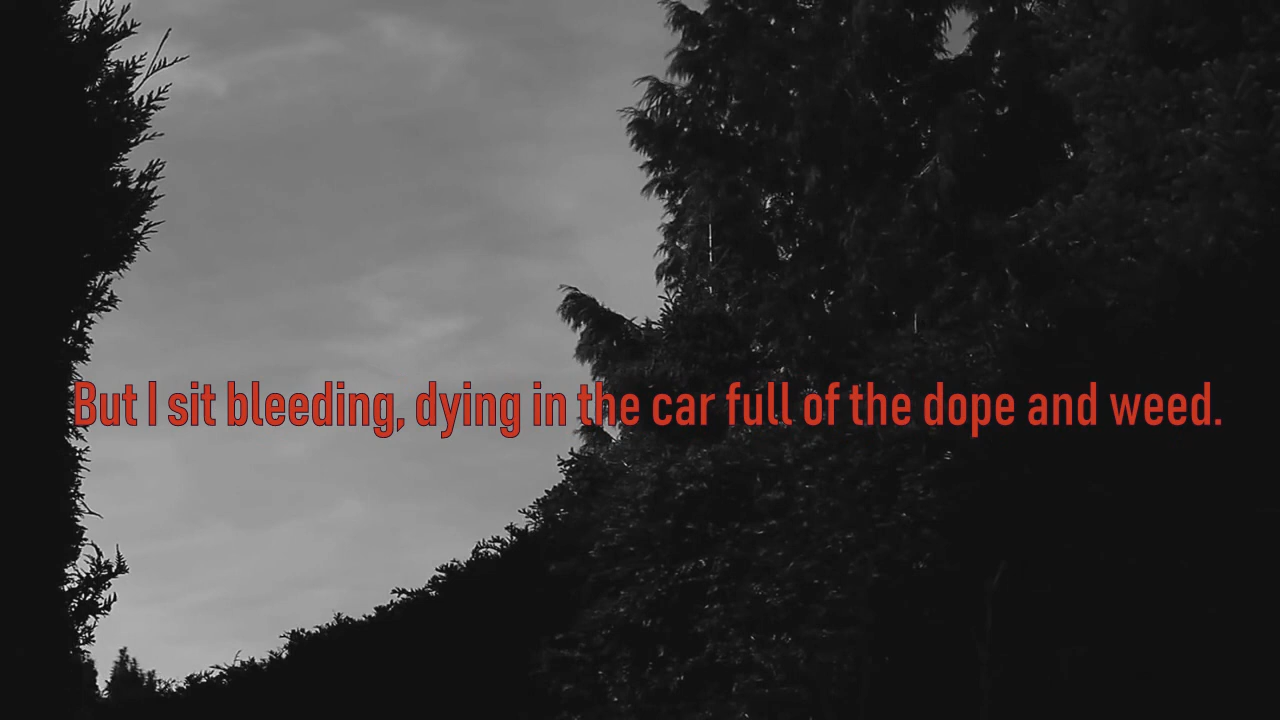 But I sit bleeding, dying in the car full of the dope and weed.